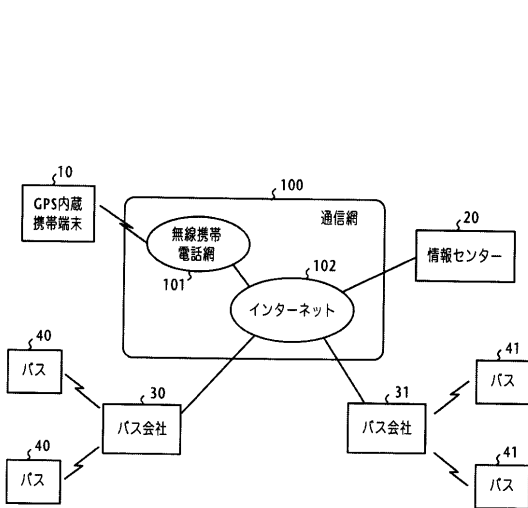 100
10
GPS内蔵
携帯端末
通信網
無線携帯
電話網
101
102
インターネット
20
情報センター
40
バス
30
バス会社
31
バス会社
41
バス
40
バス
41
バス